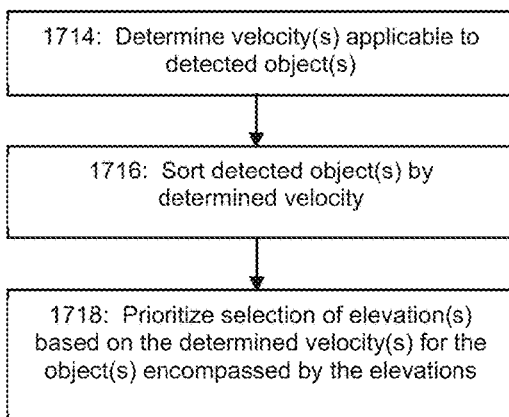 1714: Determine velocity(s) applicable to
detected object(s)
1716: Sort detected object(s) by
determined velocity
1718: Prioritize selection of elevation(s)
based on the determined velocity(s) for the
object(s) encompassed by the elevations